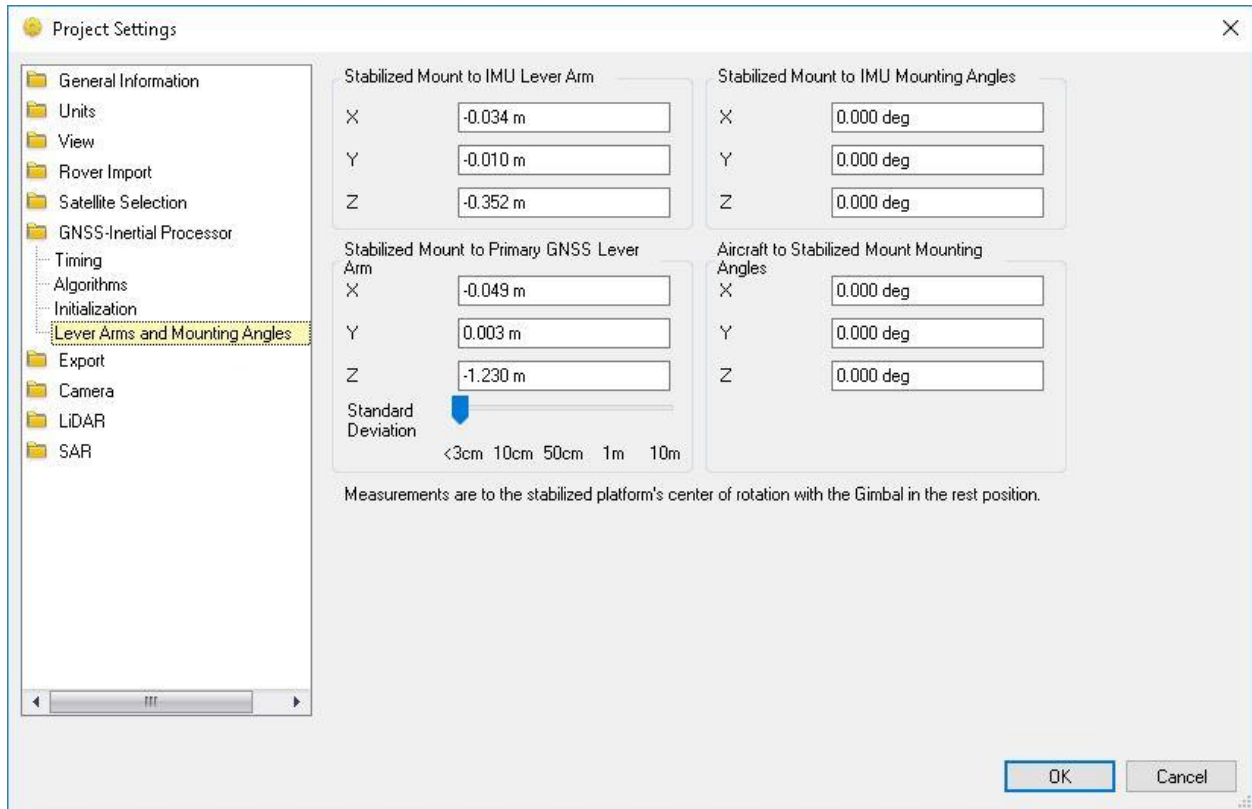 Project Settings
General Information
Units
View
Rover Import
Satellite Selection
GNSS-Inertial Processor
Timing
Algorithms
Initialization
Lever Arms and Mounting Angles
Export
Camera
LiDAR
SAR
Stabilized Mount to IMU Lever Arm
X -0.034 m
Y -0.010 m
Z -0.352 m
Stabilized Mount to IMU Mounting Angles
X 0.000 deg
Y 0.000 deg
Z 0.000 deg
Stabilized Mount to Primary GNSS Lever
Arm
X -0.049 m
Y 0.003 m
Z -1.230 m
Standard
Deviation
<3cm 10cm 50cm 1m 10m
Aircraft to Stabilized Mount Mounting
Angles
X 0.000 deg
Y 0.000 deg
Z 0.000 deg
Measurements are to the stabilized platform's center of rotation with the Gimbal in the rest position.
OK Cancel